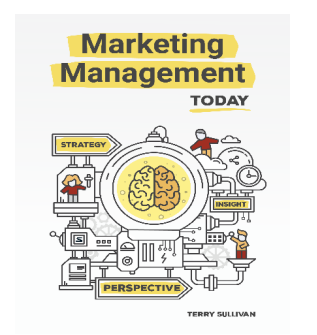 Marketing
Management
TODAY
STRATEGY
INSIGHT
PERSPECTIVE
TERRY SULLIVAN